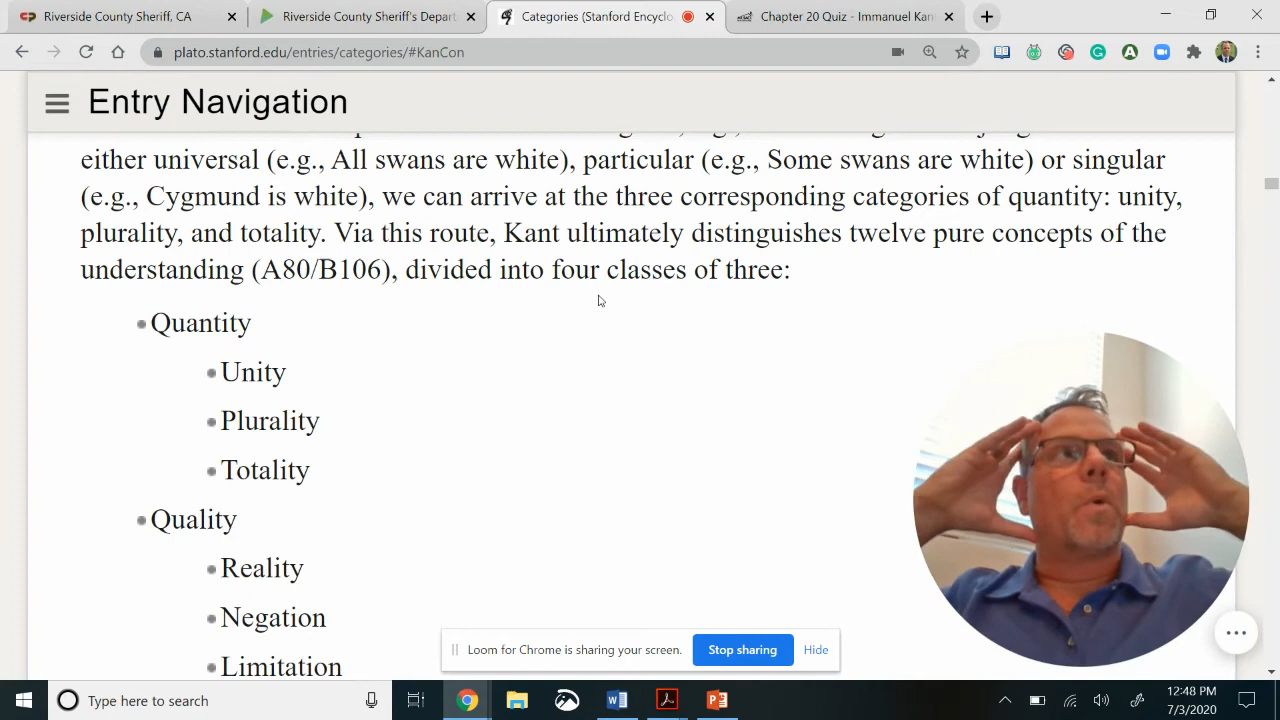 Riverside County Sheriff, CA
Riverside County Sheriff's Depart
Categories (Stanford Encyclo
Chapter 20 Quiz - Immanuel Kan
plato.stanford.edu/entries/categories/#KanCon
Entry Navigation
either universal (e.g., All swans are white), particular (e.g., Some swans are white) or singular
(e.g., Cygmund is white), we can arrive at the three corresponding categories of quantity: unity,
plurality, and totality. Via this route, Kant ultimately distinguishes twelve pure concepts of the
understanding (A80/B106), divided into four classes of three:
Quantity
Unity
Plurality
Totality
Quality
Reality
Negation
Limitation
Loom for Chrome is sharing your screen.
Stop sharing
Hide
Type here to search
12:48 PM
7/3/2020